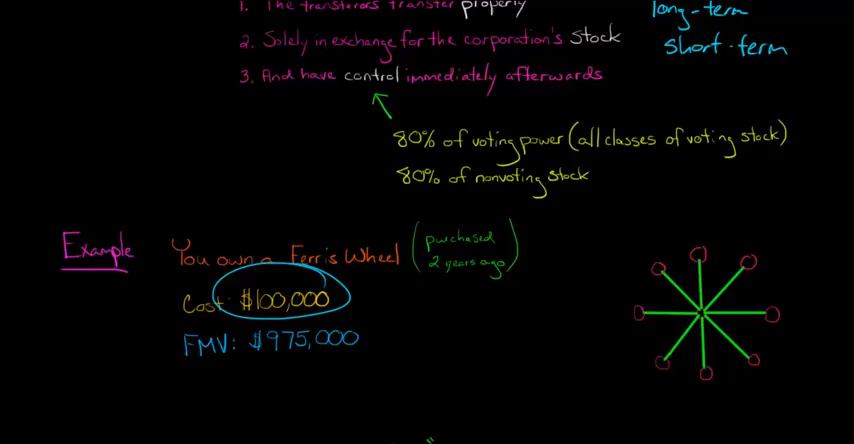 1. The transferors transfer property
long-term
2. Solely in exchange for the corporation's stock
short-term
3. And have control immediately afterwards
80% of voting power (all classes of voting stock)
80% of nonvoting stock
Example
You own a Ferris Wheel (purchased 2 years ago)
Cost: $100,000
FMV: $975,000